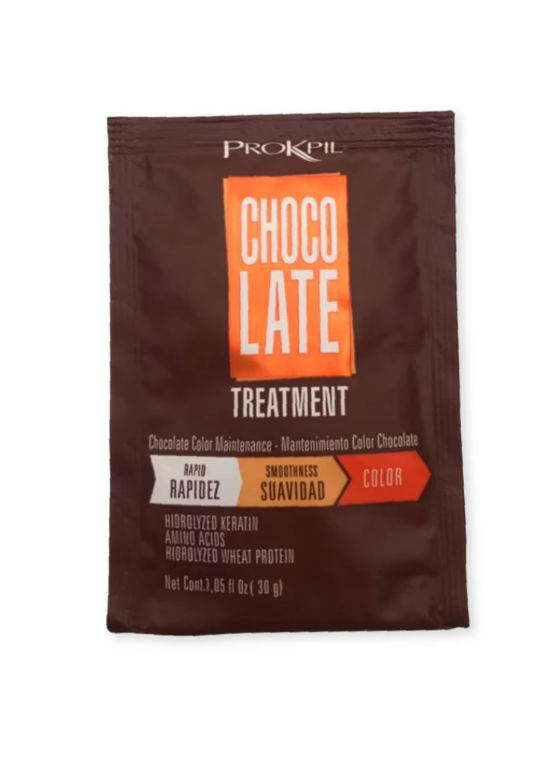 PROKPIL
CHOCO
LATE
TREATMENT
Chocolate Color Maintenance - Mantenimiento Color Chocolate
RAPID
RAPIDEZ
SMOOTHNESS
SUAVIDAD
COLOR
HIDROLYZED KERATIN
AMINO ACIDS
HIDROLYZED WHEAT PROTEIN
Net Cont.1,05 fl Oz ( 30 g)